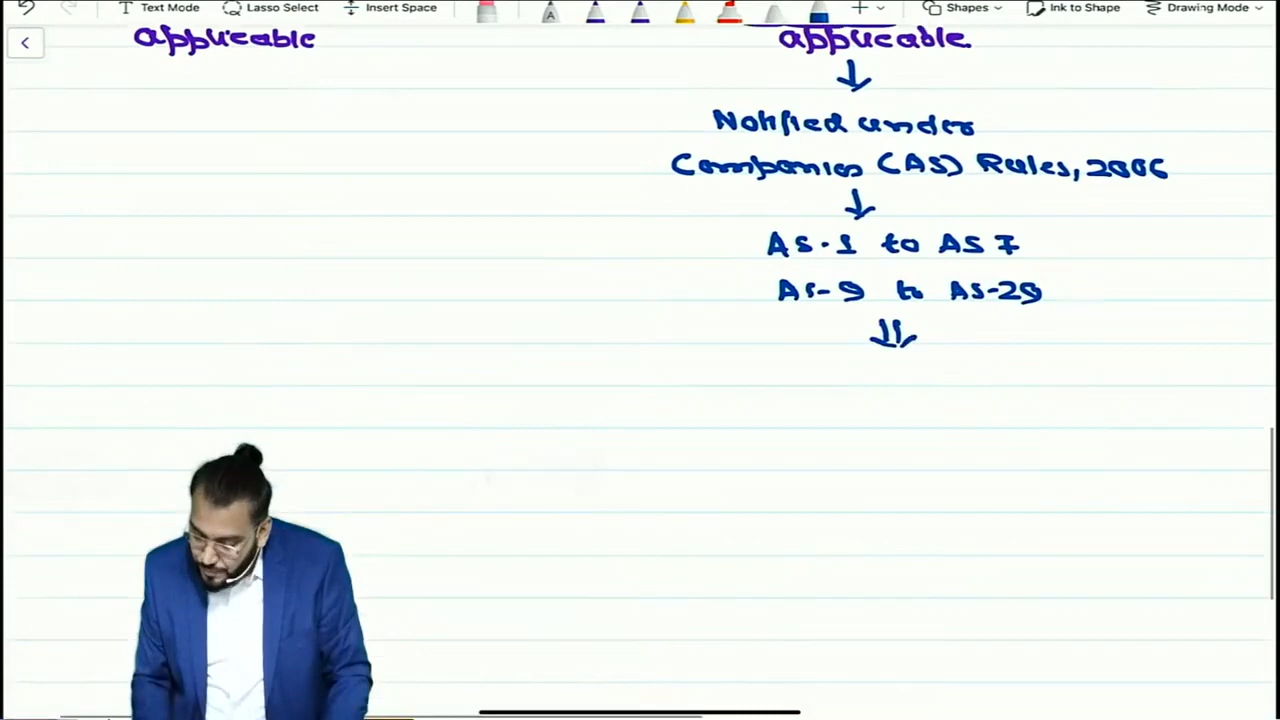 Text Mode Lasso Select Insert Space Shapes Ink to Shape Drawing Mode
applicable applicable.
Notified under
Companies (AS) Rules, 2006
AS-1 to AS 7
AS-9 to AS-29